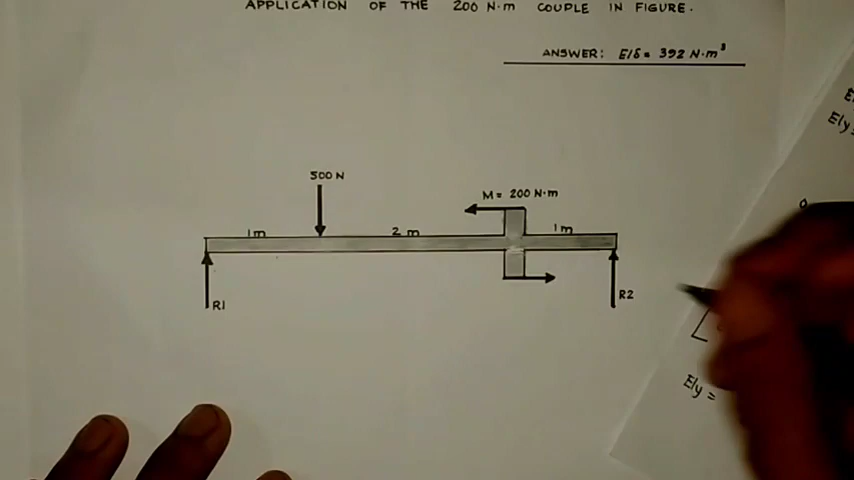 APPLICATION OF THE 200 N·m COUPLE IN FIGURE.
ANSWER: EIδ = 392 N·m³
500 N
M = 200 N·m
1m
2 m
1m
R1
R2
EIy
EIy =